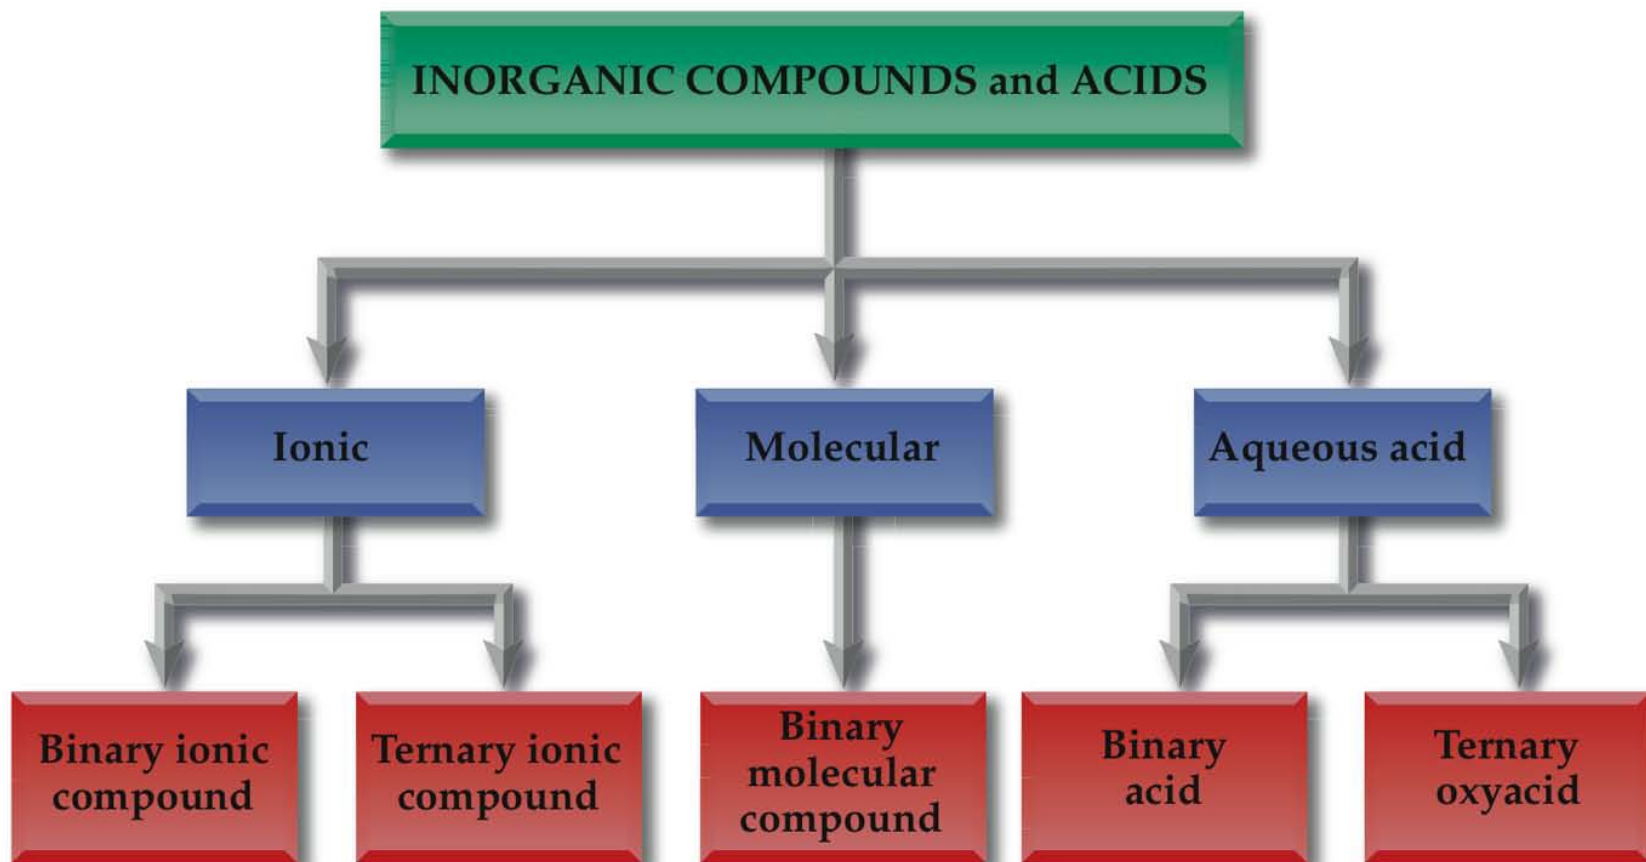 INORGANIC COMPOUNDS and ACIDS
Ionic
Molecular
Aqueous acid
Binary ionic
compound
Ternary ionic
compound
Binary
molecular
compound
Binary
acid
Ternary
oxyacid